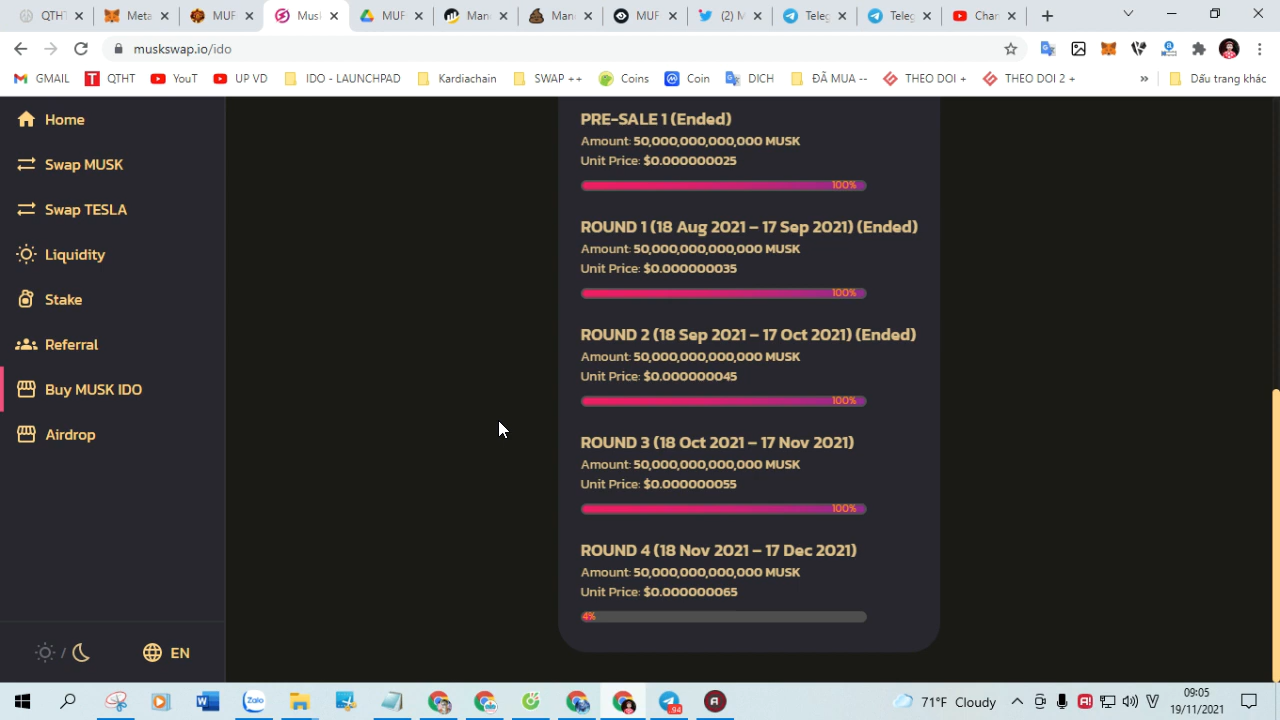 QTHT
Meta
MUF
Musk
MUF
Man
Man
MUF
(2) M
Teleg
Teleg
Chan
muskswap.io/ido
GMAIL
QTHT
YouT
UP VD
IDO - LAUNCHPAD
Kardiachain
SWAP ++
Coins
Coin
DỊCH
ĐÃ MUA --
THEO DOI +
THEO DOI 2 +
»
Dấu trang khác
Home
Swap MUSK
Swap TESLA
Liquidity
Stake
Referral
Buy MUSK IDO
Airdrop
/
EN
PRE-SALE 1 (Ended)
Amount: 50,000,000,000,000 MUSK
Unit Price: $0.000000025
100%
ROUND 1 (18 Aug 2021 – 17 Sep 2021) (Ended)
Amount: 50,000,000,000,000 MUSK
Unit Price: $0.000000035
100%
ROUND 2 (18 Sep 2021 – 17 Oct 2021) (Ended)
Amount: 50,000,000,000,000 MUSK
Unit Price: $0.000000045
100%
ROUND 3 (18 Oct 2021 – 17 Nov 2021)
Amount: 50,000,000,000,000 MUSK
Unit Price: $0.000000055
100%
ROUND 4 (18 Nov 2021 – 17 Dec 2021)
Amount: 50,000,000,000,000 MUSK
Unit Price: $0.000000065
4%
Zalo
94
71°F Cloudy
09:05
19/11/2021